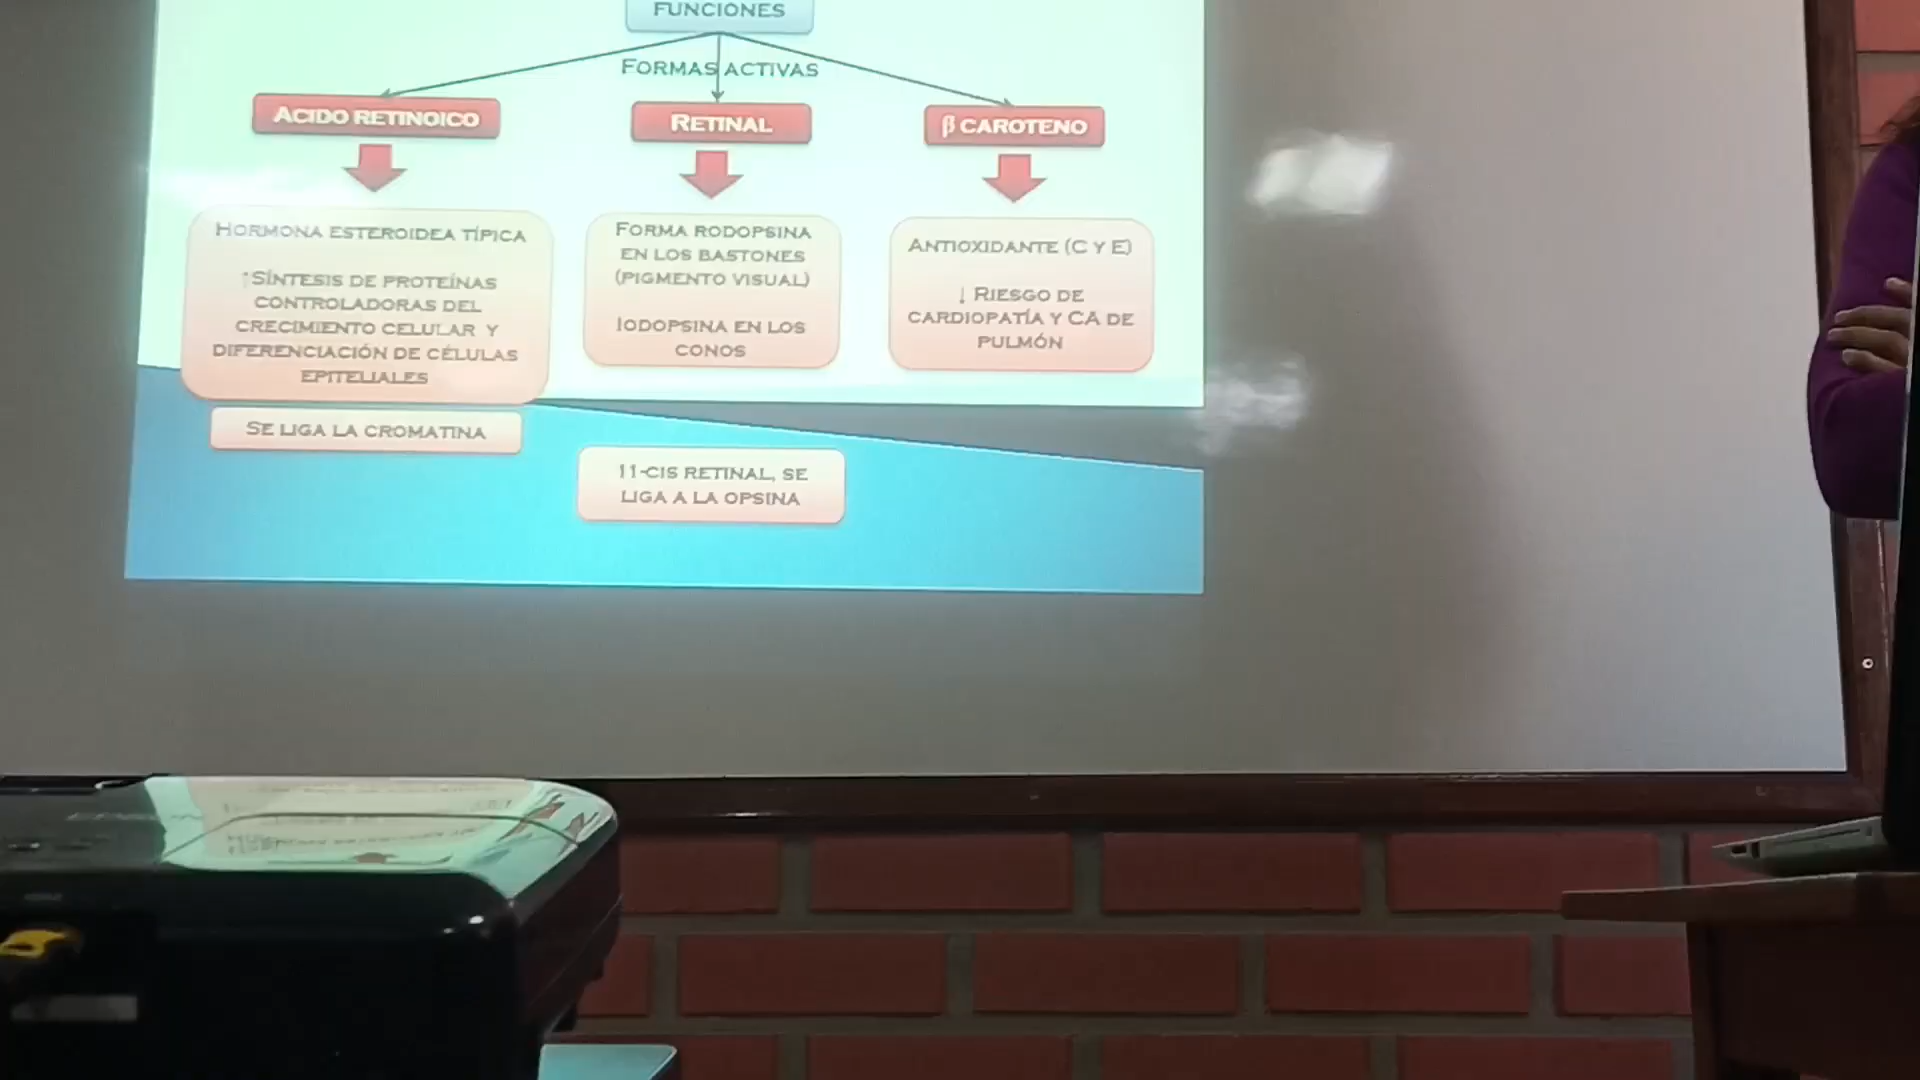 FUNCIONES
FORMAS ACTIVAS
ACIDO RETINOICO
RETINAL
β CAROTENO
HORMONA ESTEROIDEA TÍPICA
↑SÍNTESIS DE PROTEÍNAS
CONTROLADORAS DEL
CRECIMIENTO CELULAR Y
DIFERENCIACIÓN DE CÉLULAS
EPITELIALES
FORMA RODOPSINA
EN LOS BASTONES
(PIGMENTO VISUAL)
IODOPSINA EN LOS
CONOS
ANTIOXIDANTE (C Y E)
↓ RIESGO DE
CARDIOPATÍA Y CA DE
PULMÓN
SE LIGA LA CROMATINA
11-CIS RETINAL, SE
LIGA A LA OPSINA